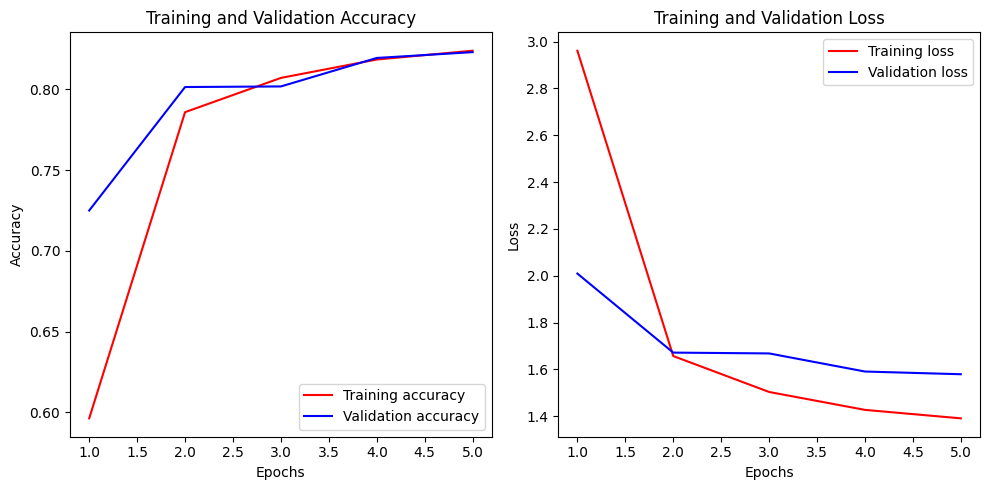 Training and Validation Accuracy
Accuracy
0.80
0.75
0.70
0.65
0.60
Training accuracy
Validation accuracy
1.0 1.5 2.0 2.5 3.0 3.5 4.0 4.5 5.0
Epochs
Training and Validation Loss
Loss
3.0
2.8
2.6
2.4
2.2
2.0
1.8
1.6
1.4
Training loss
Validation loss
1.0 1.5 2.0 2.5 3.0 3.5 4.0 4.5 5.0
Epochs